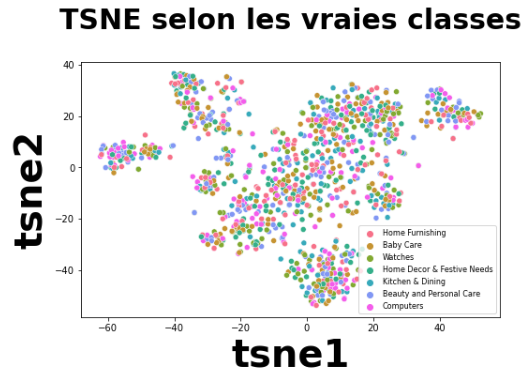 TSNE selon les vraies classes
tsne2
40
20
0
−20
−40
−60
−40
−20
0
20
40
tsne1
Home Furnishing
Baby Care
Watches
Home Decor & Festive Needs
Kitchen & Dining
Beauty and Personal Care
Computers